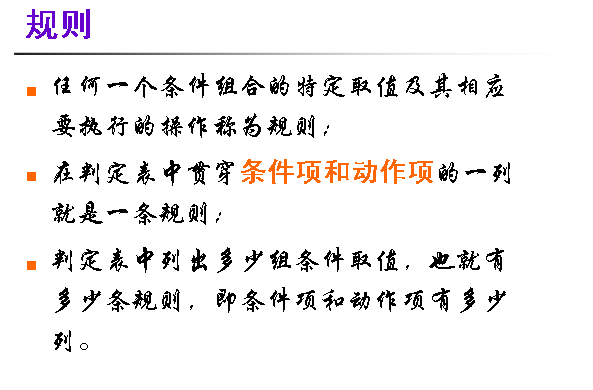 规则
任何一个条件组合的特定取值及其相应
要执行的操作称为规则；
在判定表中贯穿条件项和动作项的一列
就是一条规则；
判定表中列出多少组条件取值，也就有
多少条规则，即条件项和动作项有多少
列。